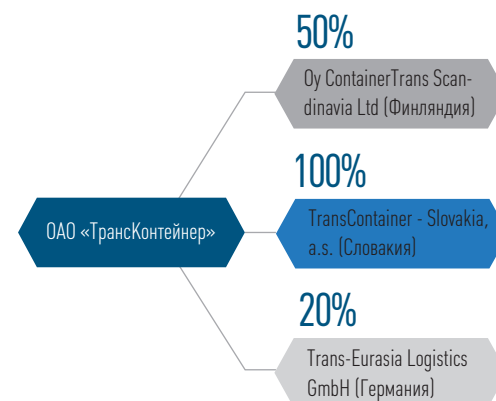 50%
Oy ContainerTrans Scan-
dinavia Ltd (Финляндия)
100%
ОАО «ТрансКонтейнер»
TransContainer - Slovakia,
a.s. (Словакия)
20%
Trans-Eurasia Logistics
GmbH (Германия)